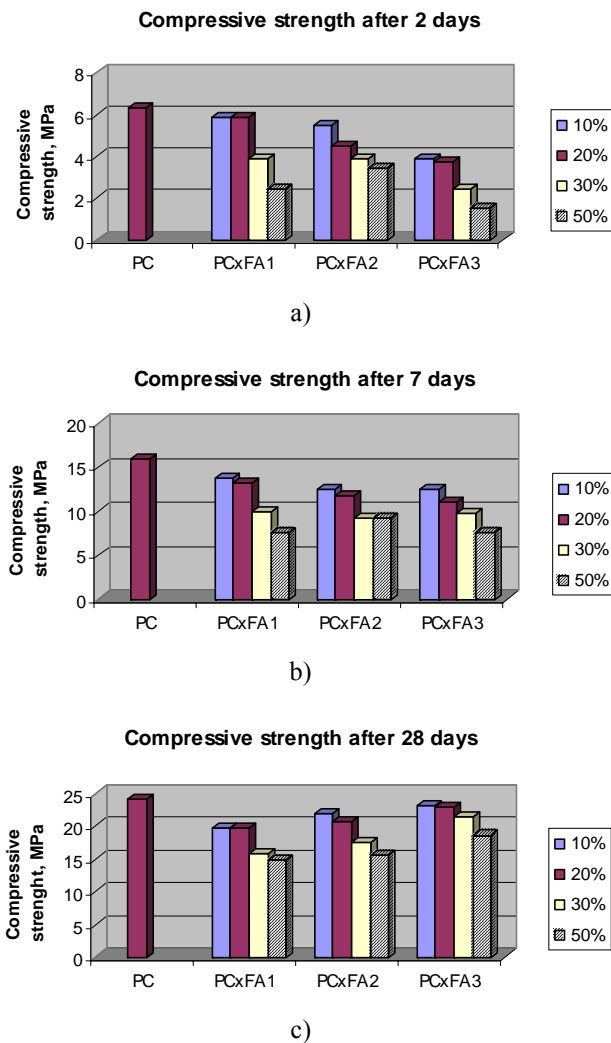 Compressive strength after 2 days
Compressive
strength, MPa
8
6
4
2
0
PC
PCxFA1
PCxFA2
PCxFA3
10%
20%
30%
50%
a)
Compressive strength after 7 days
Compressive
strength, MPa
20
15
10
5
0
PC
PCxFA1
PCxFA2
PCxFA3
10%
20%
30%
50%
b)
Compressive strength after 28 days
Compressive
strenght, MPa
25
20
15
10
5
0
PC
PCxFA1
PCxFA2
PCxFA3
10%
20%
30%
50%
c)